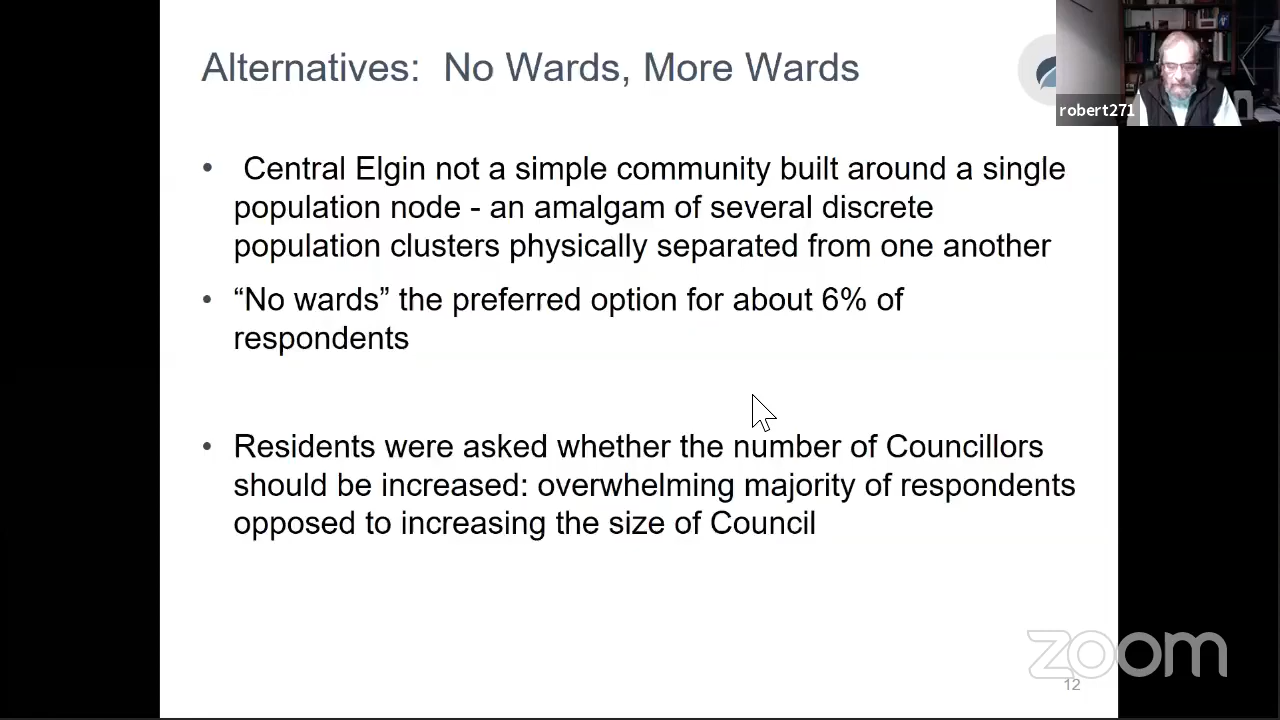 Alternatives: No Wards, More Wards
robert271
• Central Elgin not a simple community built around a single
population node - an amalgam of several discrete
population clusters physically separated from one another
• “No wards” the preferred option for about 6% of
respondents
• Residents were asked whether the number of Councillors
should be increased: overwhelming majority of respondents
opposed to increasing the size of Council
zoom
12